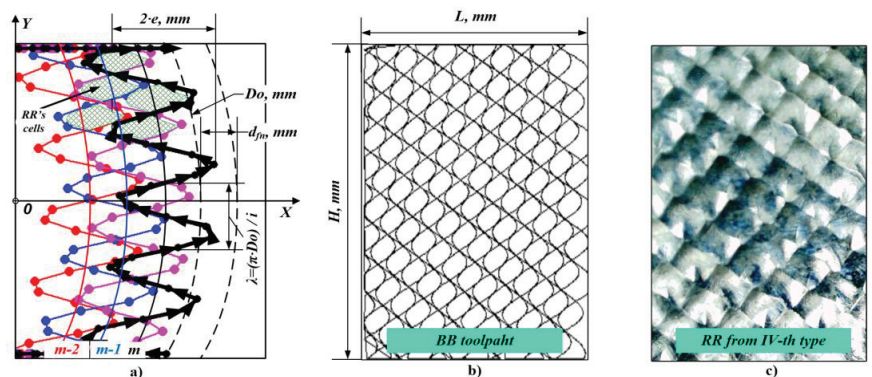 Y
2·e, mm
RR's
cells
Do, mm
d_fn, mm
0
X
λ=(π·Do) / i
m-2
m-1
m
a)
L, mm
H, mm
BB toolpaht
b)
RR from IV-th type
c)